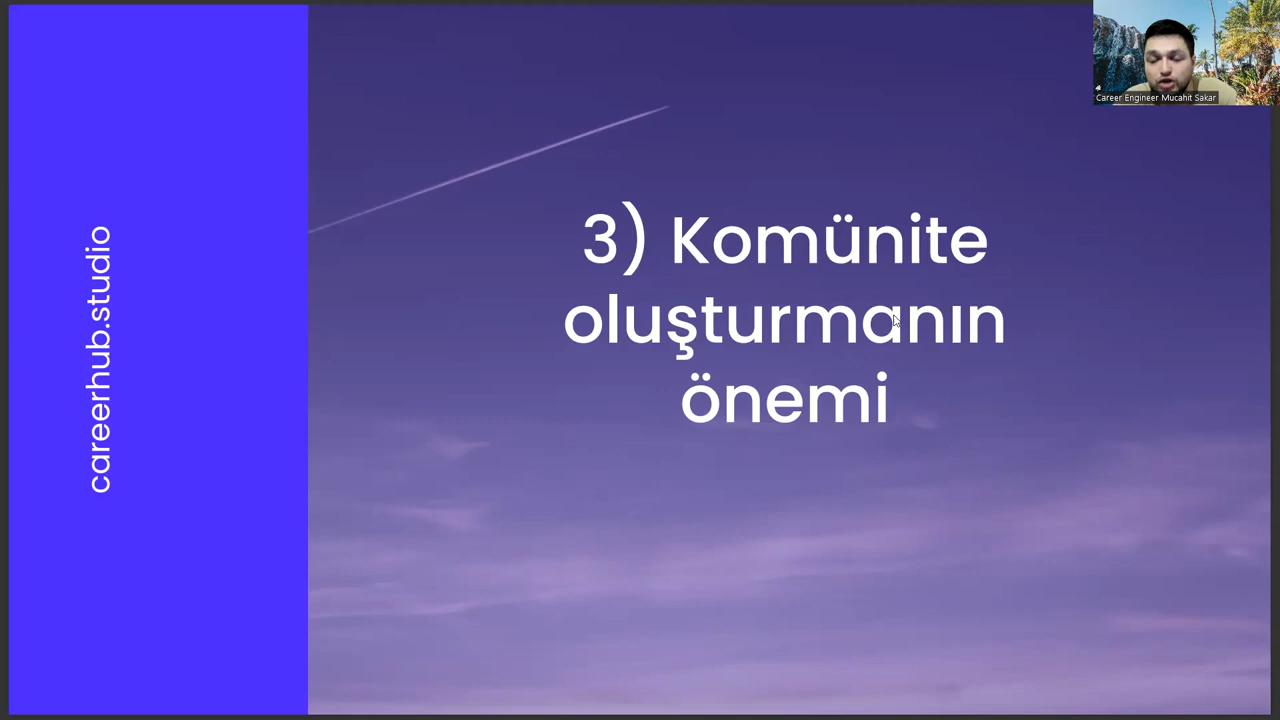 careerhub.studio
3) Komünite
oluşturmanın
önemi
Career Engineer Mucahit Sakar